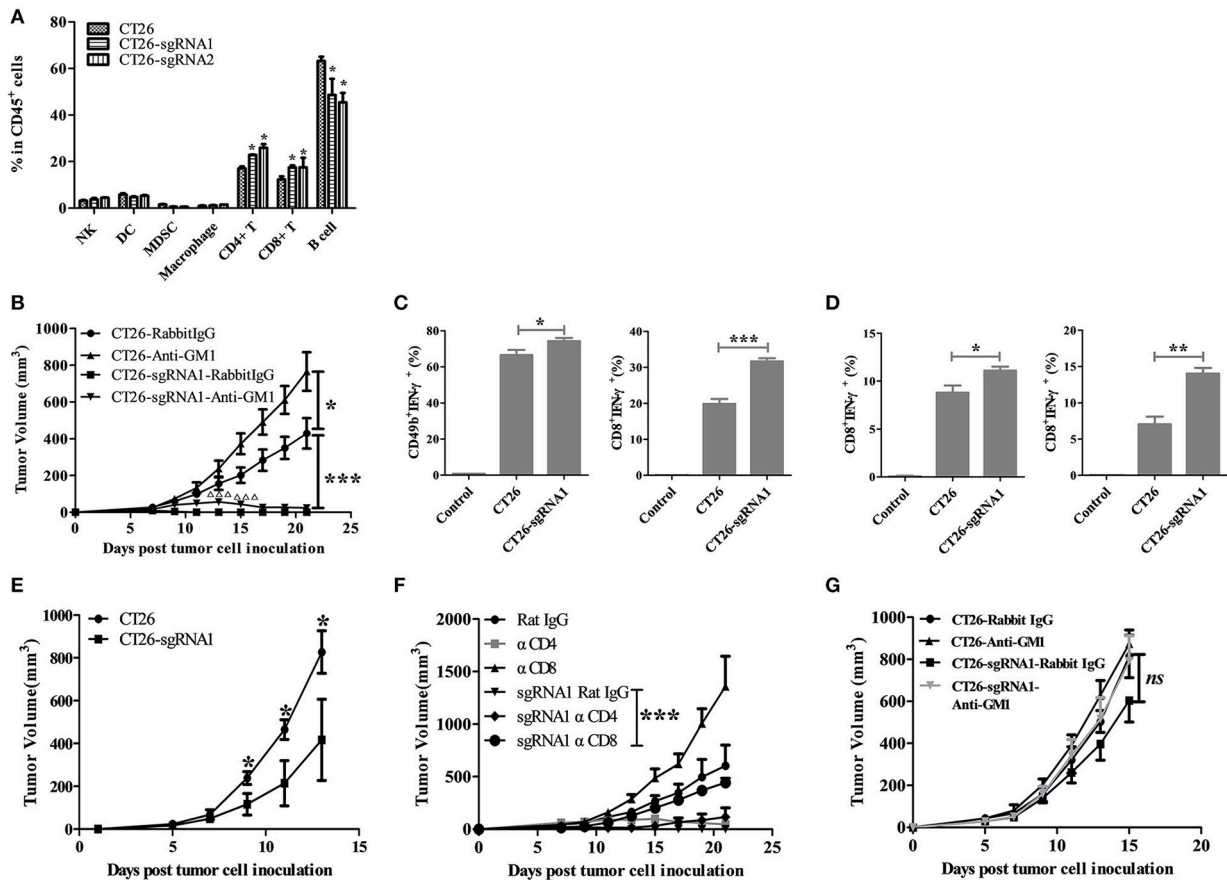 A
CT26
CT26-sgRNA1
CT26-sgRNA2
% in CD45+ cells
80
60
40
20
0
* * * * * *
NK
DC
MDSC
Macrophage
CD4+ T
CD8+ T
B cell
B
CT26-RabbitIgG
CT26-Anti-GM1
CT26-sgRNA1-RabbitIgG
CT26-sgRNA1-Anti-GM1
Tumor Volume (mm3)
1000
800
600
400
200
0
*
***
△△△ △△△
0 5 10 15 20 25
Days post tumor cell inoculation
C
CD49b+IFN-γ + (%)
80
60
40
20
0
*
Control
CT26
CT26-sgRNA1
CD8+IFN-γ + (%)
40
30
20
10
0
***
Control
CT26
CT26-sgRNA1
D
CD8+IFN-γ + (%)
15
10
5
0
*
Control
CT26
CT26-sgRNA1
CD8+IFN-γ + (%)
20
15
10
5
0
**
Control
CT26
CT26-sgRNA1
E
CT26
CT26-sgRNA1
Tumor Volume(mm3)
1000
800
600
400
200
0
* * * *
0 5 10 15
Days post tumor cell inoculation
F
Rat IgG
α CD4
α CD8
sgRNA1 Rat IgG
sgRNA1 α CD4
sgRNA1 α CD8
***
Tumor Volume (mm3)
2000
1500
1000
500
0
0 5 10 15 20 25
Days post tumor cell inoculation
G
CT26-Rabbit IgG
CT26-Anti-GM1
CT26-sgRNA1-Rabbit IgG
CT26-sgRNA1-
Anti-GM1
ns
Tumor Volume (mm3)
1000
800
600
400
200
0
0 5 10 15 20
Days post tumor cell inoculation